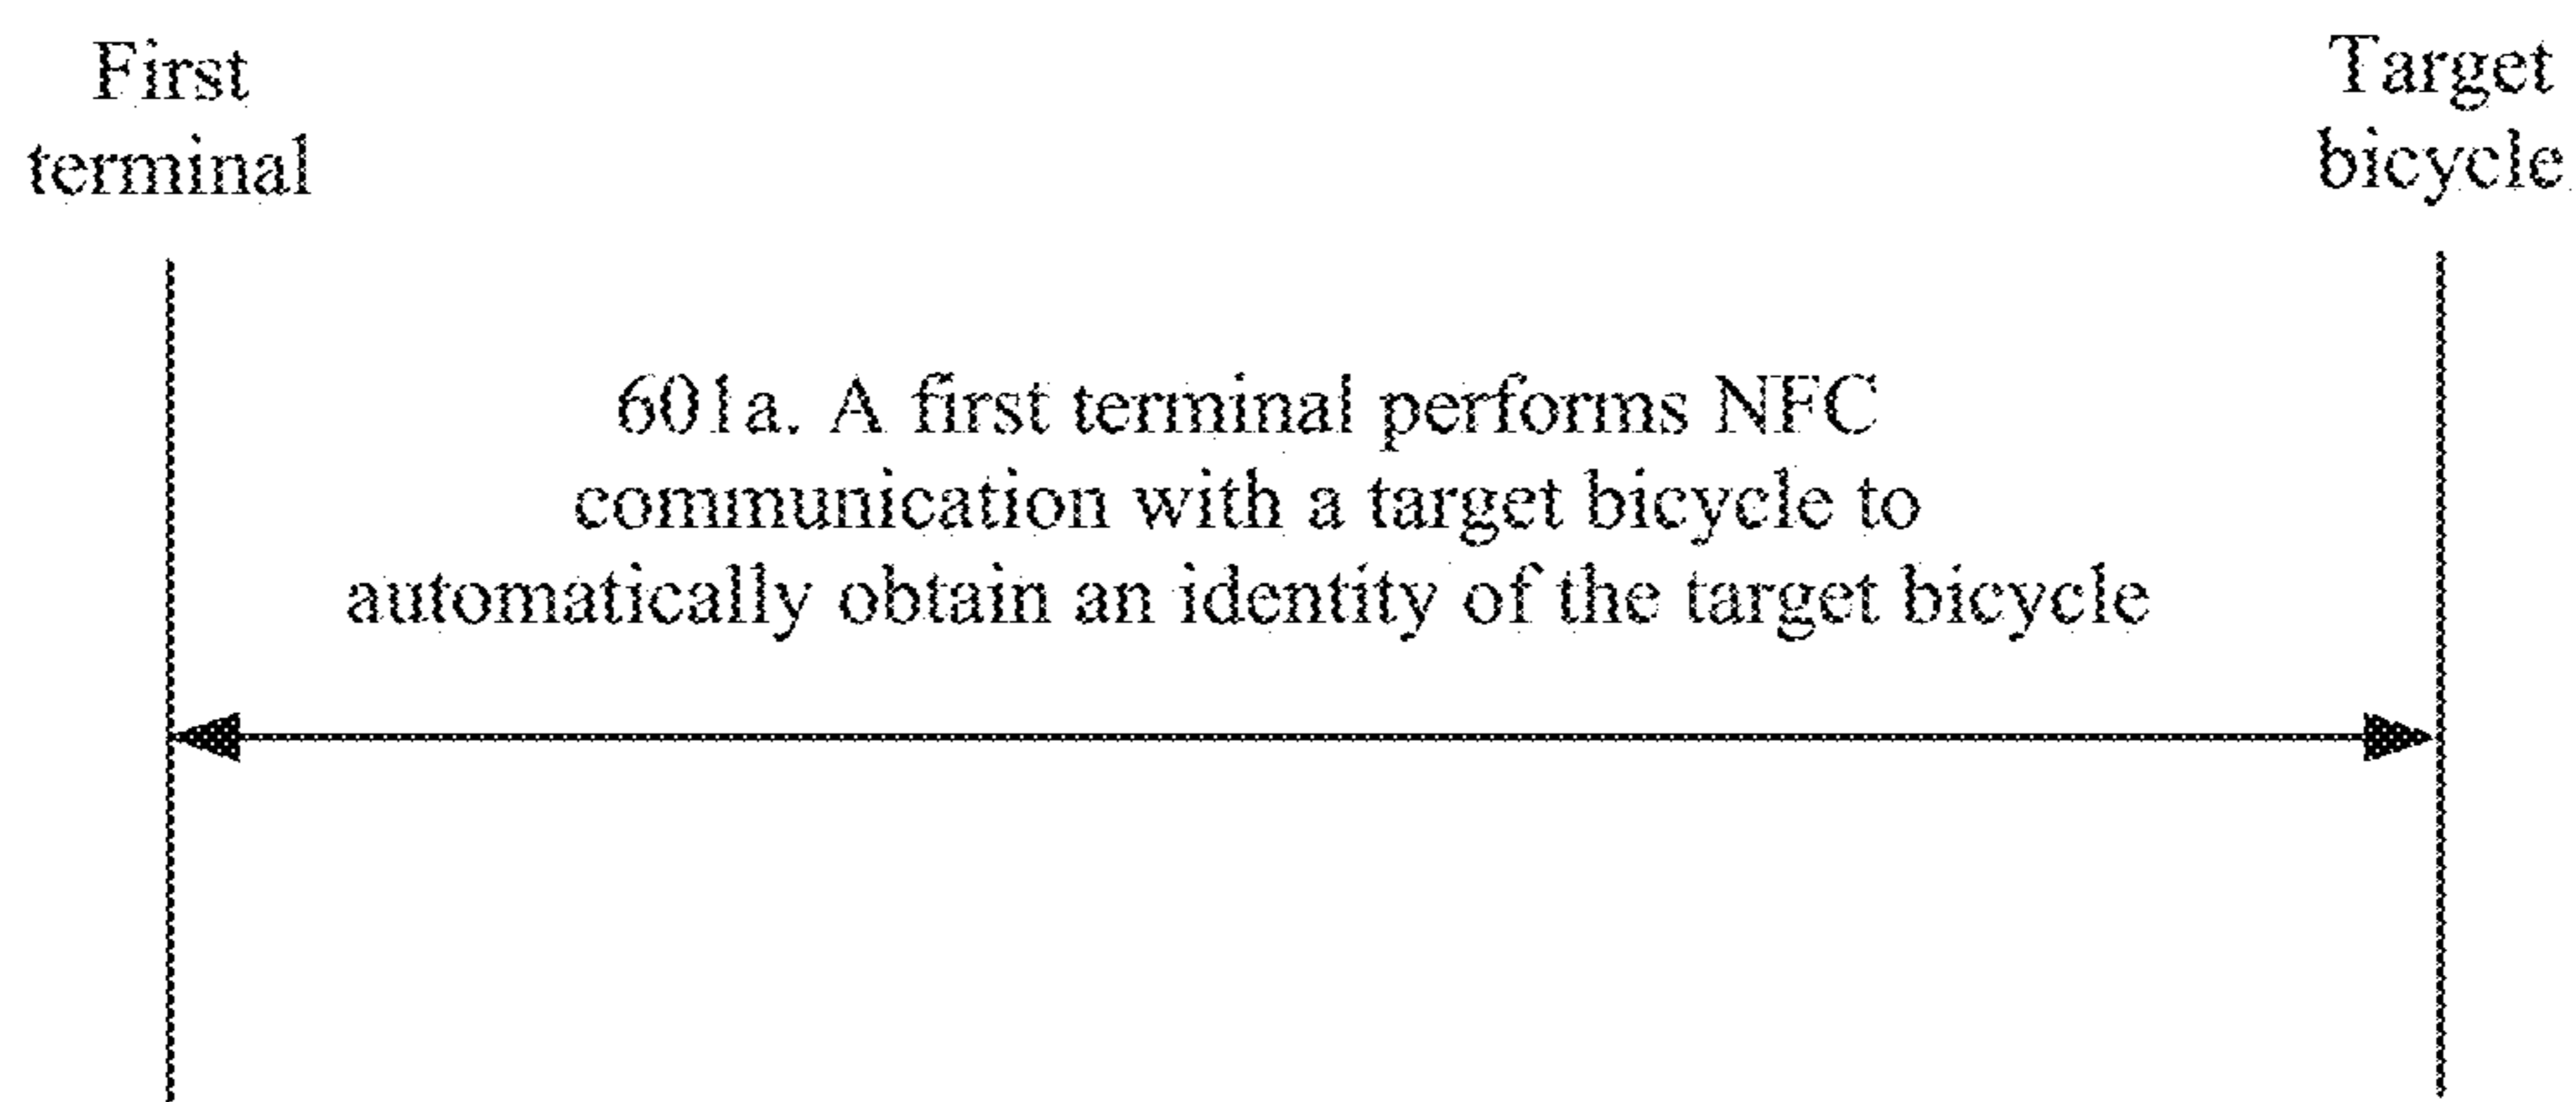 First
terminal
Target
bicycle
601a. A first terminal performs NFC
communication with a target bicycle to
automatically obtain an identity of the target bicycle